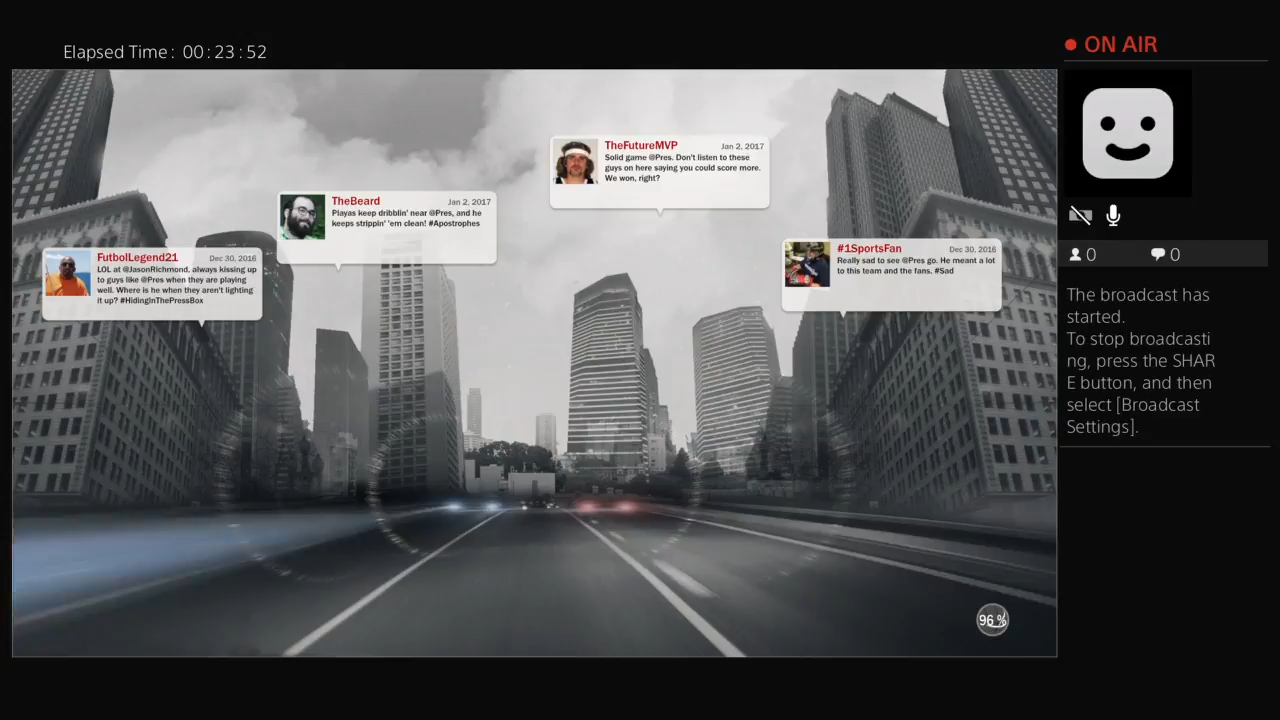 Elapsed Time: 00:23:52
ON AIR
TheFutureMVP
Jan 2, 2017
Solid game @Pres. Don't listen to these
guys on here saying you could score more.
We won, right?
TheBeard
Jan 2, 2017
Playas keep dribblin' near @Pres, and he
keeps strippin' 'em clean! #Apostrophes
FutbolLegend21
Dec 30, 2016
LOL at @JasonRichmond, always kissing up
to guys like @Pres when they are playing
well. Where is he when they aren't lighting
it up? #HidingInThePressBox
#1SportsFan
Dec 30, 2016
Really sad to see @Pres go. He meant a lot
to this team and the fans. #Sad
96 %
0
0
The broadcast has
started.
To stop broadcasti
ng, press the SHAR
E button, and then
select [Broadcast
Settings].